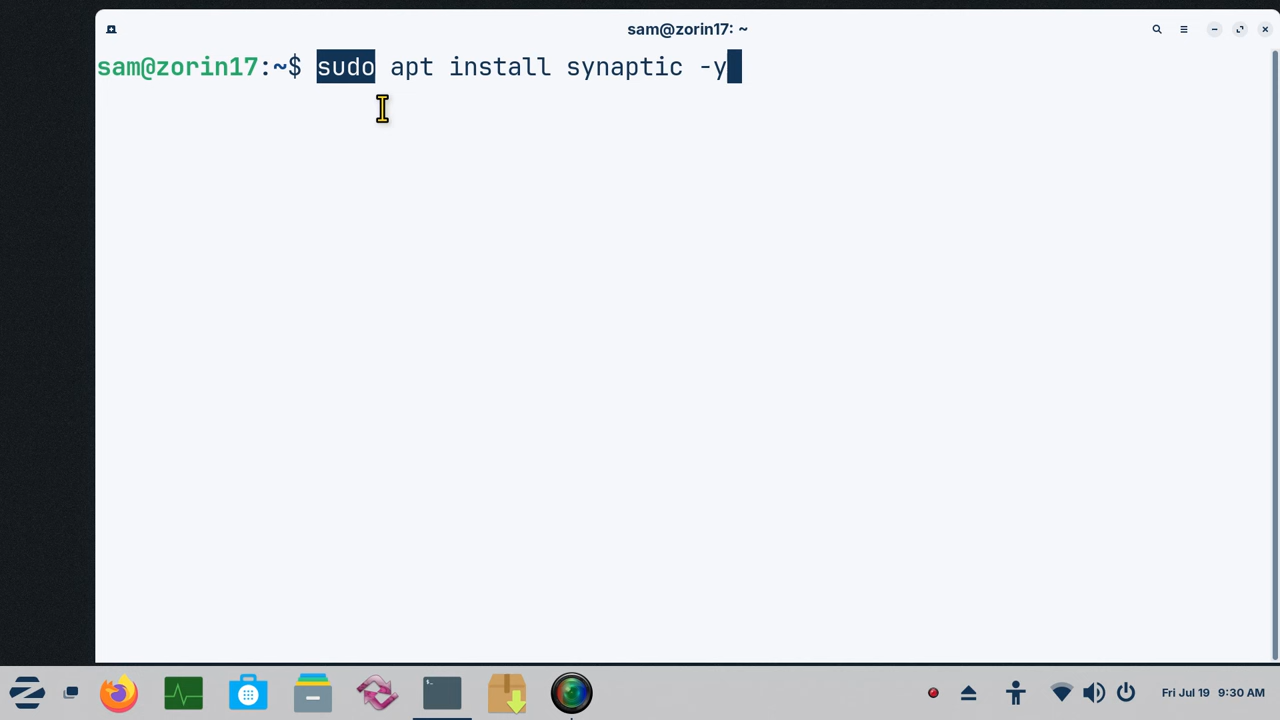 sam@zorin17: ~
sam@zorin17:~$ sudo apt install synaptic -y
Fri Jul 19 9:30 AM